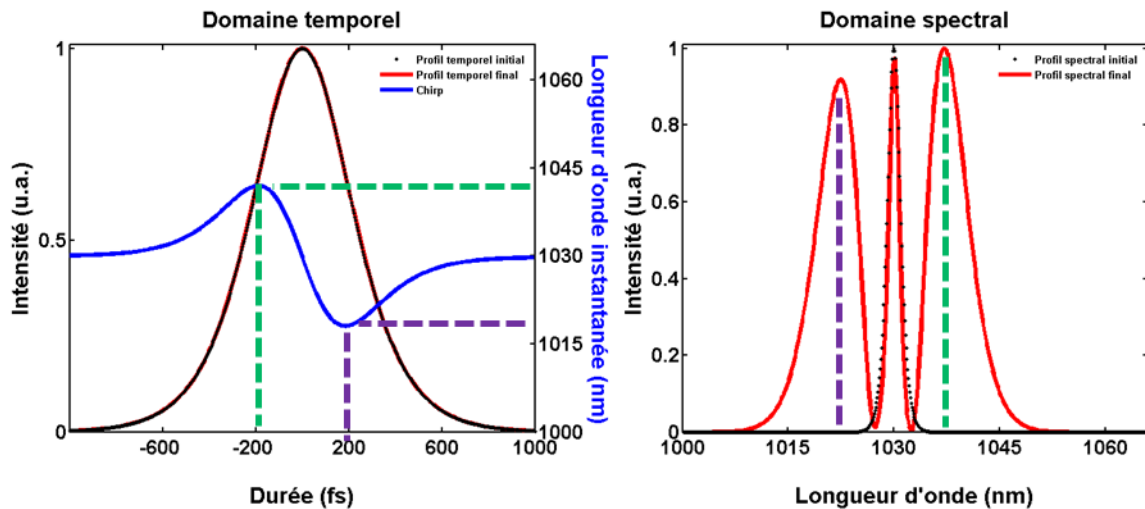 Domaine temporel
Profil temporel initial
Profil temporel final
Chirp
Intensité (u.a.)
1
0.5
0
-600
-200
200
600
1000
Durée (fs)
1060
1045
1030
1015
1000
Longueur d'onde instantanée (nm)
Domaine spectral
Profil spectral initial
Profil spectral final
Intensité (u.a.)
1
0.8
0.6
0.4
0.2
0
1000
1015
1030
1045
1060
Longueur d'onde (nm)